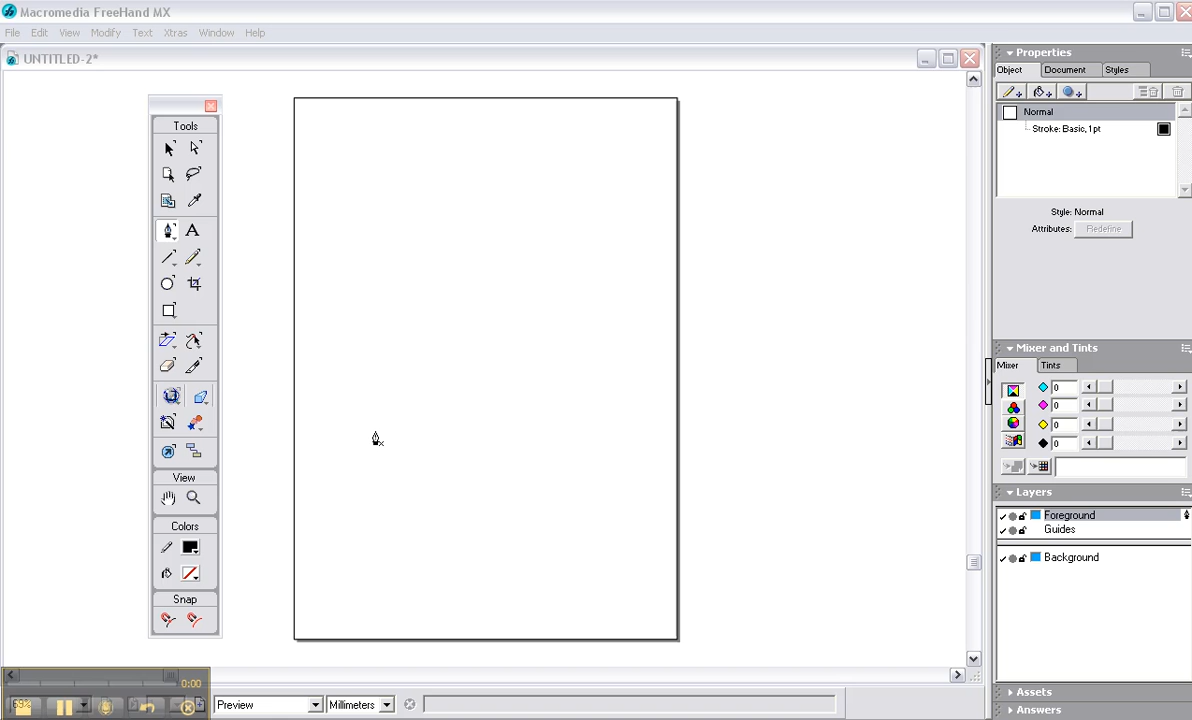 Macromedia FreeHand MX
File Edit View Modify Text Xtras Window Help
UNTITLED-2*
Tools
A
View
Colors
Snap
Properties
Object Document Styles
Normal
Stroke: Basic, 1pt
Style: Normal
Attributes: Redefine
Mixer and Tints
Mixer Tints
0
0
0
0
Layers
Foreground
Guides
Background
Assets
Answers
0:00
Preview Millimeters